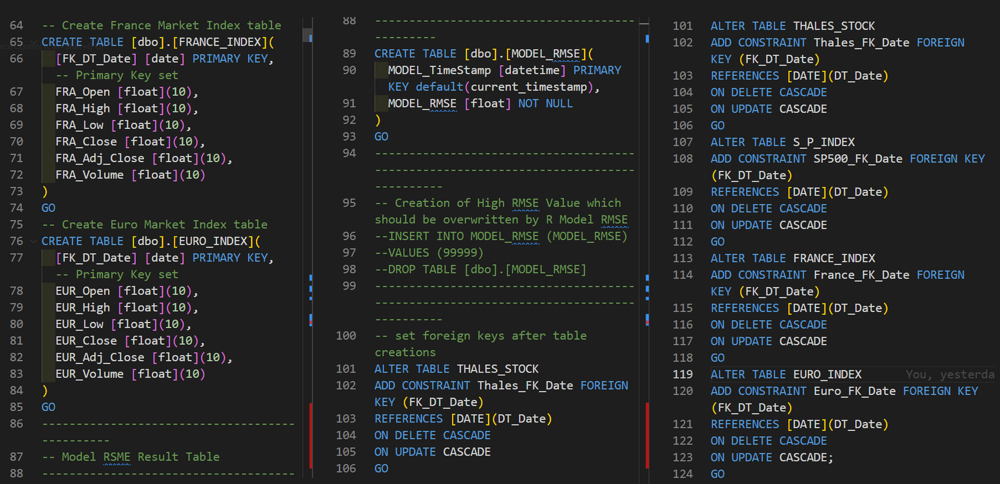 64 -- Create France Market Index table
65 CREATE TABLE [dbo].[FRANCE_INDEX](
66 [FK_DT_Date] [date] PRIMARY KEY,
-- Primary Key set
67 FRA_Open [float](10),
68 FRA_High [float](10),
69 FRA_Low [float](10),
70 FRA_Close [float](10),
71 FRA_Adj_Close [float](10),
72 FRA_Volume [float](10)
73 )
74 GO
75 -- Create Euro Market Index table
76 CREATE TABLE [dbo].[EURO_INDEX](
77 [FK_DT_Date] [date] PRIMARY KEY,
-- Primary Key set
78 EUR_Open [float](10),
79 EUR_High [float](10),
80 EUR_Low [float](10),
81 EUR_Close [float](10),
82 EUR_Adj_Close [float](10),
83 EUR_Volume [float](10)
84 )
85 GO
86 -------------------------------------
----------
87 -- Model RSME Result Table
88 -------------------------------------
88 --------------------------------------
---------
89 CREATE TABLE [dbo].[MODEL_RMSE](
90 MODEL_TimeStamp [datetime] PRIMARY
KEY default(current_timestamp),
91 MODEL_RMSE [float] NOT NULL
92 )
93 GO
94 --------------------------------------
--------------------------------------
----------
95 -- Creation of High RMSE Value which
should be overwritten by R Model RMSE
96 --INSERT INTO MODEL_RMSE (MODEL_RMSE)
97 --VALUES (99999)
98 --DROP TABLE [dbo].[MODEL_RMSE]
99 --------------------------------------
--------------------------------------
----------
100 -- set foreign keys after table
creations
101 ALTER TABLE THALES_STOCK
102 ADD CONSTRAINT Thales_FK_Date FOREIGN
KEY (FK_DT_Date)
103 REFERENCES [DATE](DT_Date)
104 ON DELETE CASCADE
105 ON UPDATE CASCADE
106 GO
101 ALTER TABLE THALES_STOCK
102 ADD CONSTRAINT Thales_FK_Date FOREIGN
KEY (FK_DT_Date)
103 REFERENCES [DATE](DT_Date)
104 ON DELETE CASCADE
105 ON UPDATE CASCADE
106 GO
107 ALTER TABLE S_P_INDEX
108 ADD CONSTRAINT SP500_FK_Date FOREIGN KEY
(FK_DT_Date)
109 REFERENCES [DATE](DT_Date)
110 ON DELETE CASCADE
111 ON UPDATE CASCADE
112 GO
113 ALTER TABLE FRANCE_INDEX
114 ADD CONSTRAINT France_FK_Date FOREIGN
KEY (FK_DT_Date)
115 REFERENCES [DATE](DT_Date)
116 ON DELETE CASCADE
117 ON UPDATE CASCADE
118 GO
119 ALTER TABLE EURO_INDEX You, yesterda
120 ADD CONSTRAINT Euro_FK_Date FOREIGN KEY
(FK_DT_Date)
121 REFERENCES [DATE](DT_Date)
122 ON DELETE CASCADE
123 ON UPDATE CASCADE;
124 GO